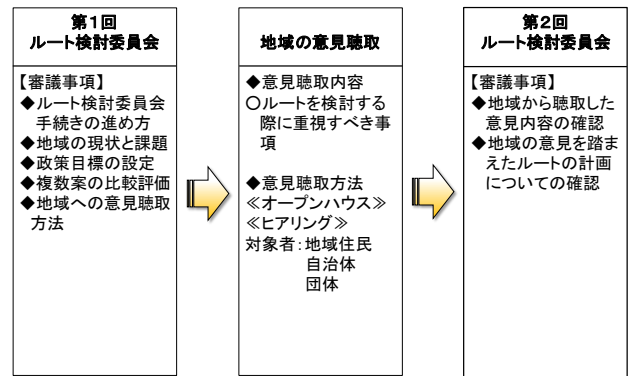 第1回
ルート検討委員会
【審議事項】
◆ルート検討委員会
手続きの進め方
◆地域の現状と課題
◆政策目標の設定
◆複数案の比較評価
◆地域への意見聴取
方法
地域の意見聴取
◆意見聴取内容
○ルートを検討する
際に重視すべき事
項
◆意見聴取方法
≪オープンハウス≫
≪ヒアリング≫
対象者:地域住民
自治体
団体
第2回
ルート検討委員会
【審議事項】
◆地域から聴取した
意見内容の確認
◆地域の意見を踏ま
えたルートの計画
についての確認